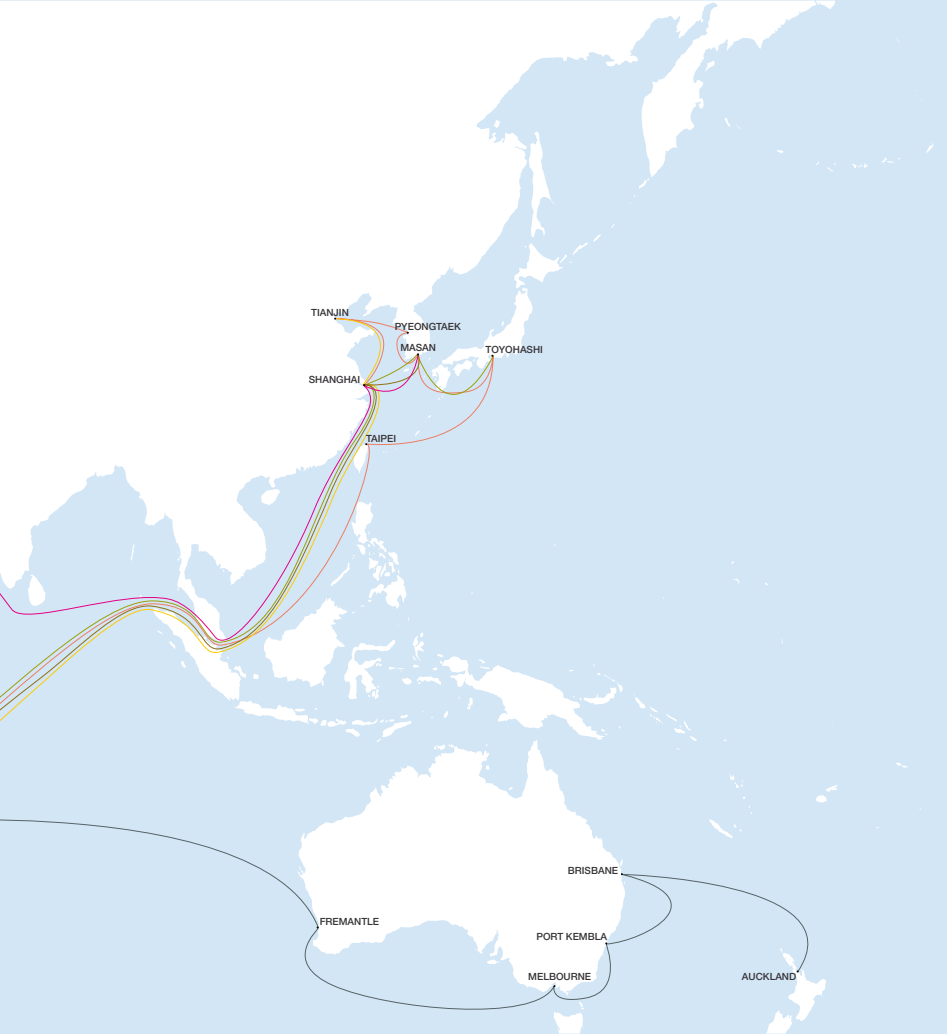 TIANJIN
PYEONGTAEK
MASAN
TOYOHASHI
SHANGHAI
TAIPEI
BRISBANE
FREMANTLE
PORT KEMBLA
MELBOURNE
AUCKLAND